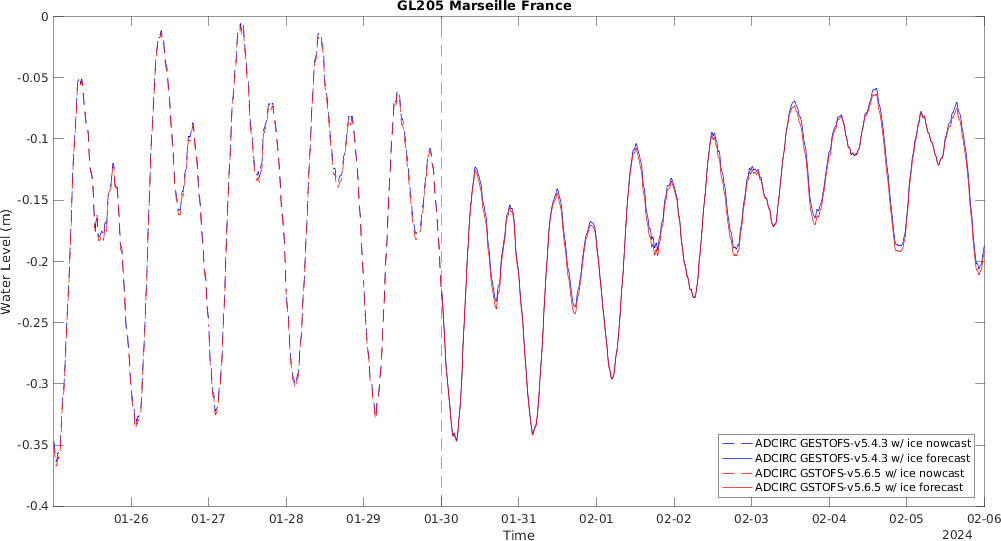 GL205 Marseille France
0
-0.05
-0.1
-0.15
-0.2
-0.25
-0.3
-0.35
-0.4
Water Level (m)
01-26 01-27 01-28 01-29 01-30 01-31 02-01 02-02 02-03 02-04 02-05 02-06
Time
2024
ADCIRC GESTOFS-v5.4.3 w/ ice nowcast
ADCIRC GESTOFS-v5.4.3 w/ ice forecast
ADCIRC GSTOFS-v5.6.5 w/ ice nowcast
ADCIRC GSTOFS-v5.6.5 w/ ice forecast